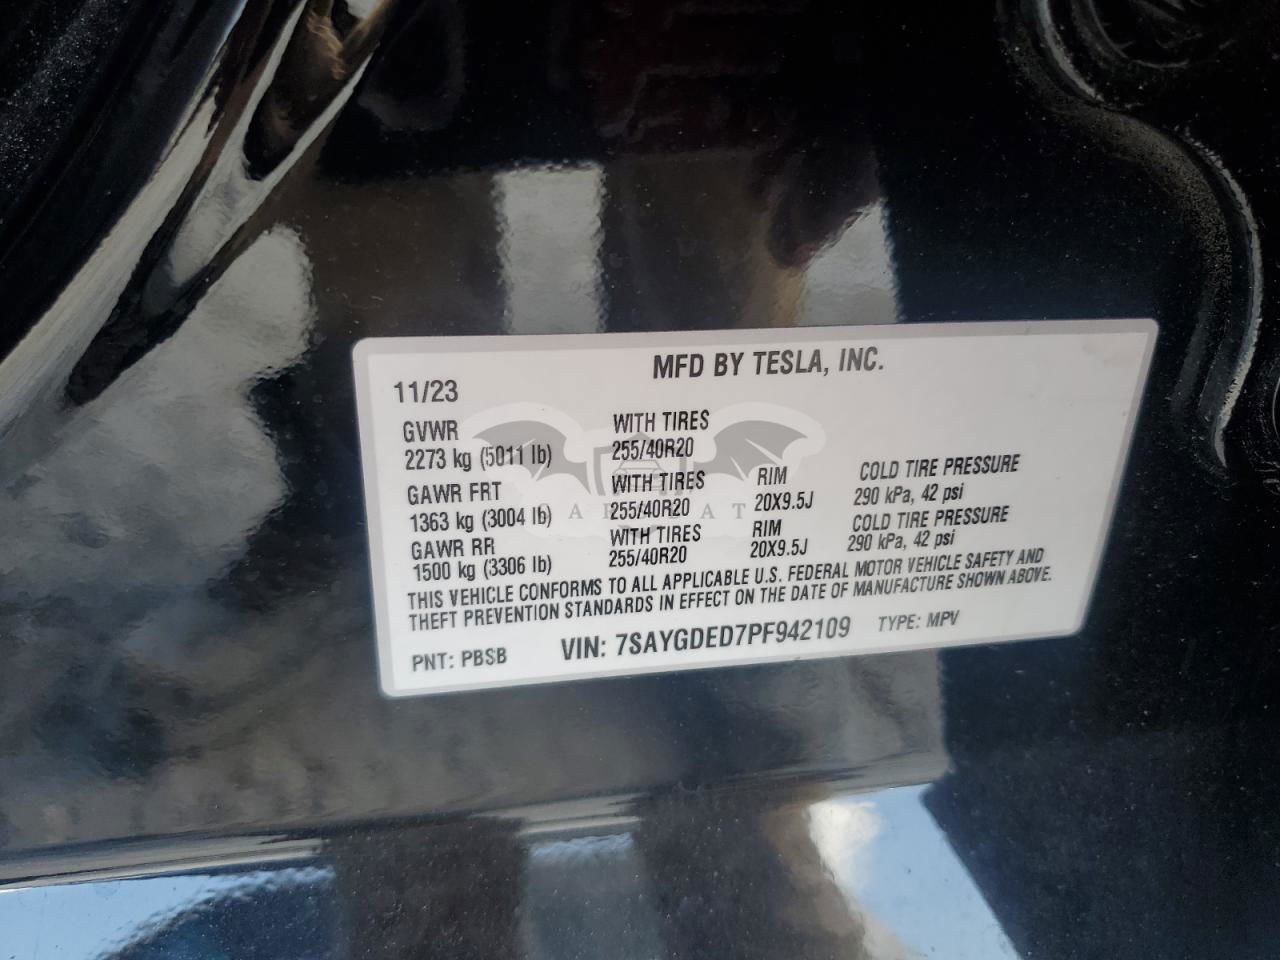 MFD BY TESLA, INC.
11/23
GVWR WITH TIRES
2273 kg (5011 lb) 255/40R20
GAWR FRT WITH TIRES RIM COLD TIRE PRESSURE
1363 kg (3004 lb) 255/40R20 20X9.5J 290 kPa, 42 psi
GAWR RR WITH TIRES RIM COLD TIRE PRESSURE
1500 kg (3306 lb) 255/40R20 20X9.5J 290 kPa, 42 psi
THIS VEHICLE CONFORMS TO ALL APPLICABLE U.S. FEDERAL MOTOR VEHICLE SAFETY AND
THEFT PREVENTION STANDARDS IN EFFECT ON THE DATE OF MANUFACTURE SHOWN ABOVE.
PNT: PBSB VIN: 7SAYGDED7PF942109 TYPE: MPV